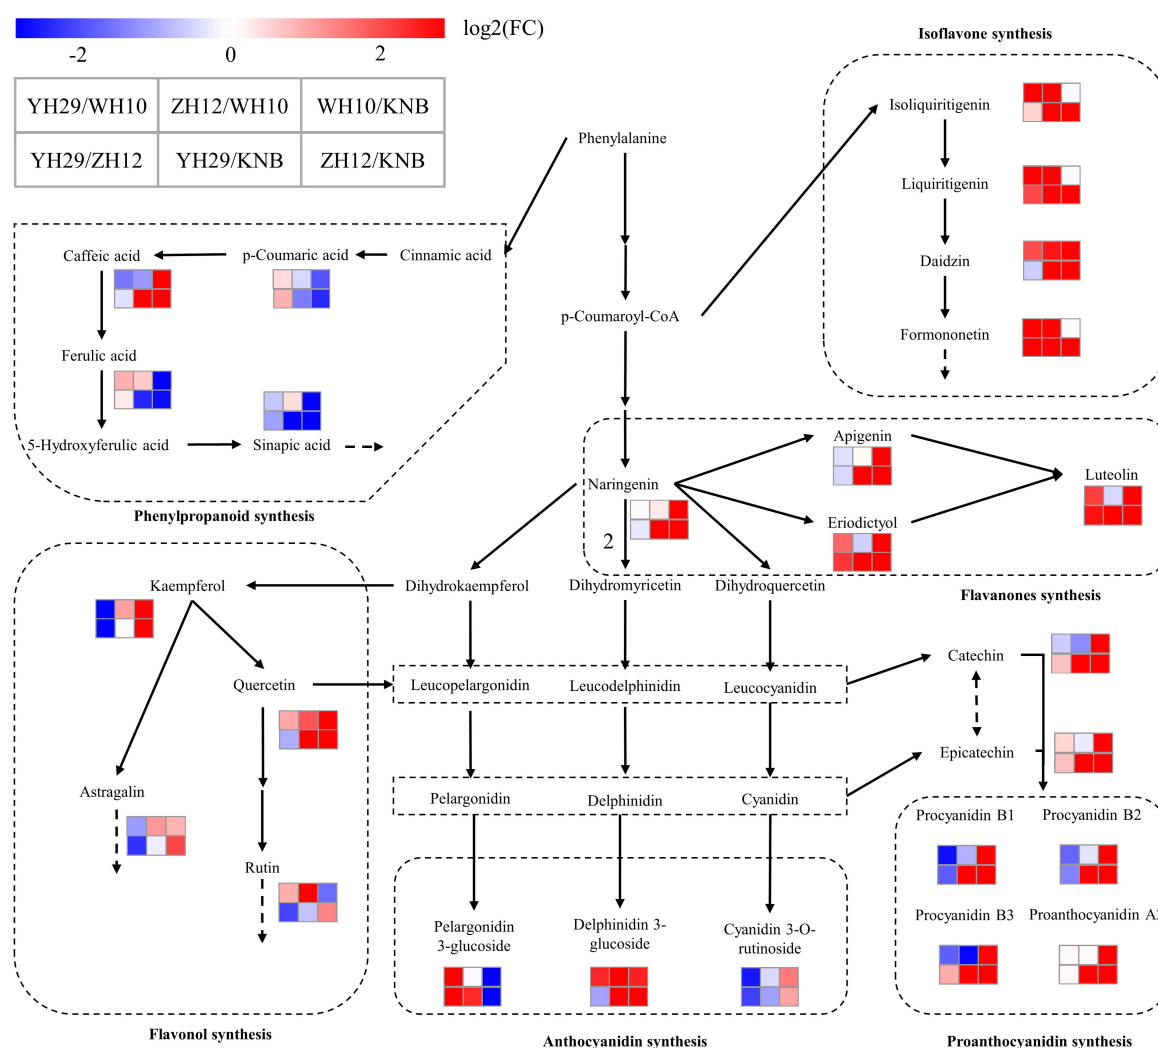 log2(FC)
-2
0
2
YH29/WH10
ZH12/WH10
WH10/KNB
YH29/ZH12
YH29/KNB
ZH12/KNB
Isoflavone synthesis
Isoliquiritigenin
Liquiritigenin
Daidzin
Formononetin
Phenylalanine
Caffeic acid
p-Coumaric acid
Cinnamic acid
p-Coumaroyl-CoA
Ferulic acid
5-Hydroxyferulic acid
Sinapic acid
Phenylpropanoid synthesis
Naringenin
Apigenin
Luteolin
Eriodictyol
2
Flavanones synthesis
Kaempferol
Dihydrokaempferol
Dihydromyricetin
Dihydroquercetin
Quercetin
Leucopelargonidin
Leucodelphinidin
Leucocyanidin
Catechin
Epicatechin
Astragalin
Pelargonidin
Delphinidin
Cyanidin
Rutin
Flavonol synthesis
Pelargonidin
3-glucoside
Delphinidin 3-
glucoside
Cyanidin 3-O-
rutinoside
Anthocyanidin synthesis
Procyanidin B1
Procyanidin B2
Procyanidin B3
Proanthocyanidin
Proanthocyanidin synthesis